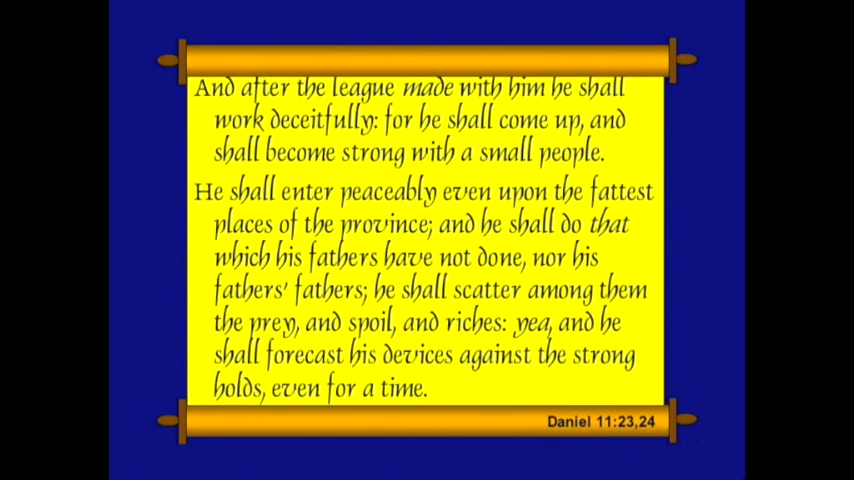 And after the league made with him he shall
work deceitfully: for he shall come up, and
shall become strong with a small people.
He shall enter peaceably even upon the fattest
places of the province; and he shall do that
which his fathers have not done, nor his
fathers' fathers; he shall scatter among them
the prey, and spoil, and riches: yea, and he
shall forecast his devices against the strong
holds, even for a time.
Daniel 11:23,24